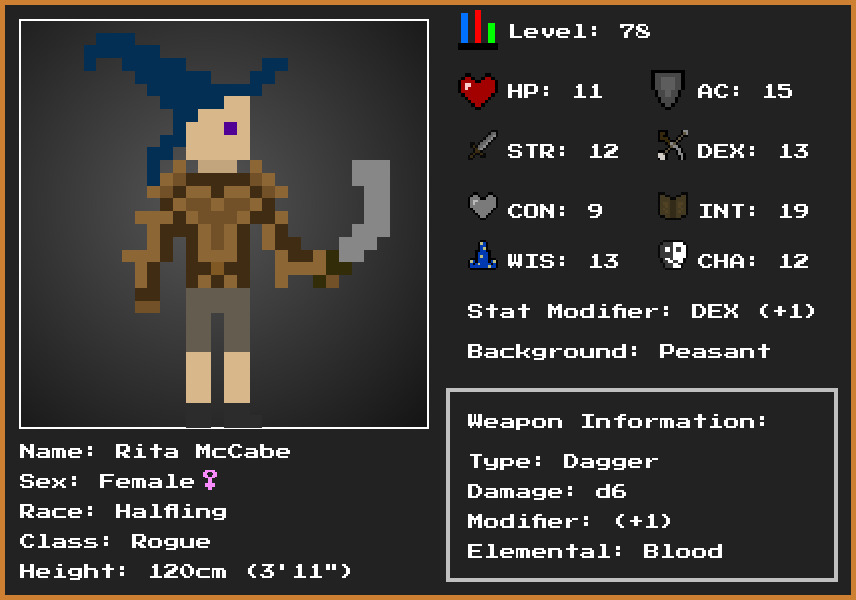 Level: 78
HP: 11 AC: 15
STR: 12 DEX: 13
CON: 9 INT: 19
WIS: 13 CHA: 12
Stat Modifier: DEX (+1)
Background: Peasant
Weapon Information:
Type: Dagger
Damage: d6
Modifier: (+1)
Elemental: Blood
Name: Rita McCabe
Sex: Female♀
Race: Halfling
Class: Rogue
Height: 120cm (3'11")